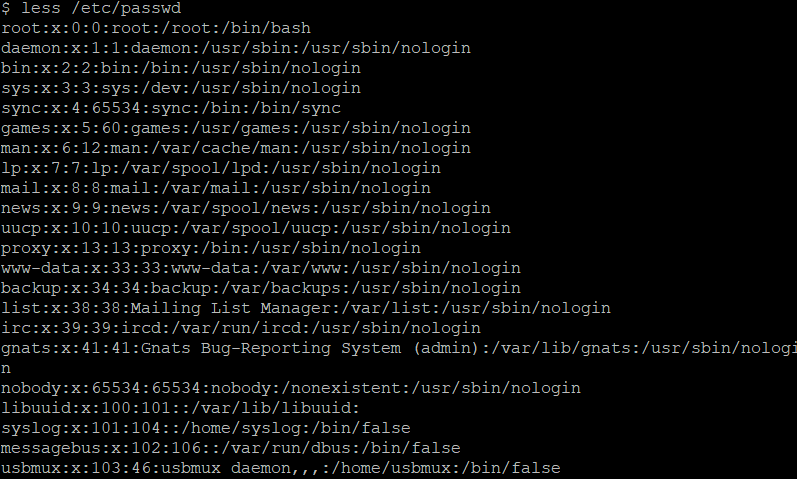 $ less /etc/passwd
root:x:0:0:root:/root:/bin/bash
daemon:x:1:1:daemon:/usr/sbin:/usr/sbin/nologin
bin:x:2:2:bin:/bin:/usr/sbin/nologin
sys:x:3:3:sys:/dev:/usr/sbin/nologin
sync:x:4:65534:sync:/bin:/bin/sync
games:x:5:60:games:/usr/games:/usr/sbin/nologin
man:x:6:12:man:/var/cache/man:/usr/sbin/nologin
lp:x:7:7:lp:/var/spool/lpd:/usr/sbin/nologin
mail:x:8:8:mail:/var/mail:/usr/sbin/nologin
news:x:9:9:news:/var/spool/news:/usr/sbin/nologin
uucp:x:10:10:uucp:/var/spool/uucp:/usr/sbin/nologin
proxy:x:13:13:proxy:/bin:/usr/sbin/nologin
www-data:x:33:33:www-data:/var/www:/usr/sbin/nologin
backup:x:34:34:backup:/var/backups:/usr/sbin/nologin
list:x:38:38:Mailing List Manager:/var/list:/usr/sbin/nologin
irc:x:39:39:ircd:/var/run/ircd:/usr/sbin/nologin
gnats:x:41:41:Gnats Bug-Reporting System (admin):/var/lib/gnats:/usr/sbin/nologi
n
nobody:x:65534:65534:nobody:/nonexistent:/usr/sbin/nologin
libuuid:x:100:101::/var/lib/libuuid:
syslog:x:101:104::/home/syslog:/bin/false
messagebus:x:102:106::/var/run/dbus:/bin/false
usbmux:x:103:46:usbmux daemon,,,:/home/usbmux:/bin/false